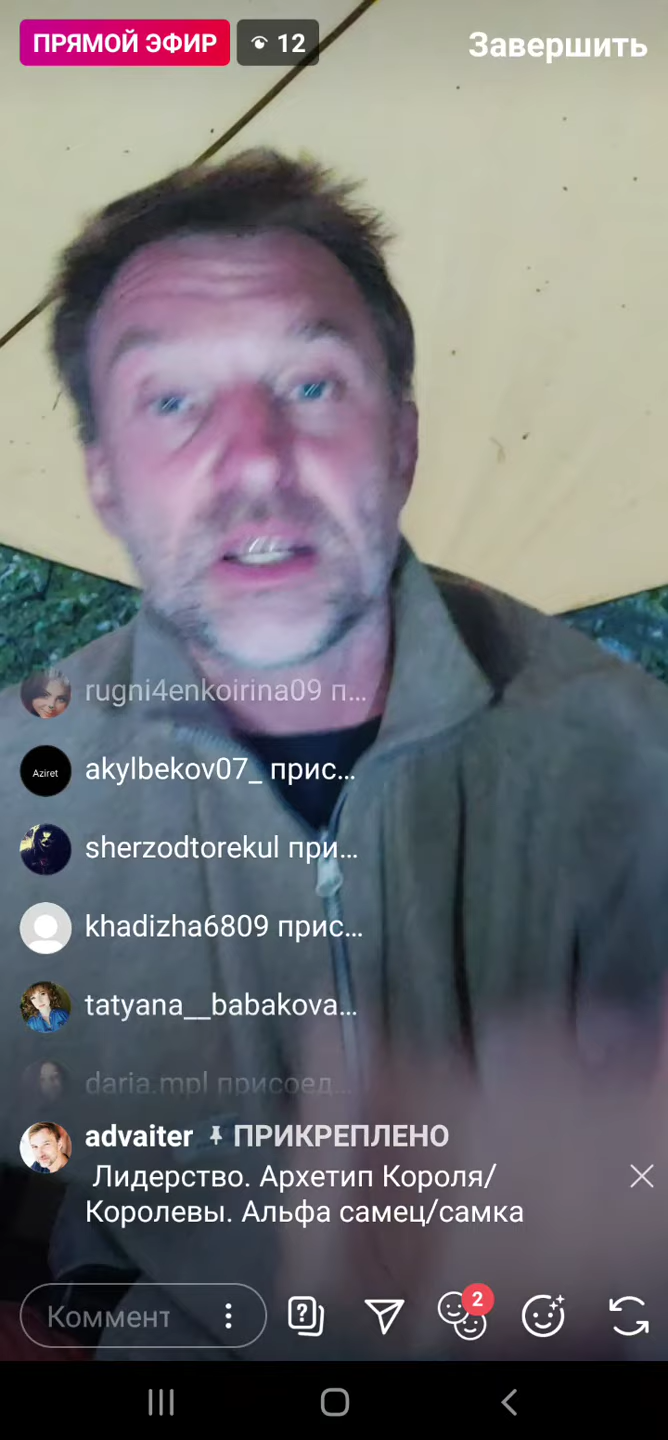 ПРЯМОЙ ЭФИР 12 Завершить
rugni4enkoirina09 п...
Aziret akylbekov07_ прис...
sherzodtorekul при...
khadizha6809 прис...
tatyana__babakova...
daria.mpl присоед...
advaiter ПРИКРЕПЛЕНО
Лидерство. Архетип Короля/
Королевы. Альфа самец/самка
Коммент 2